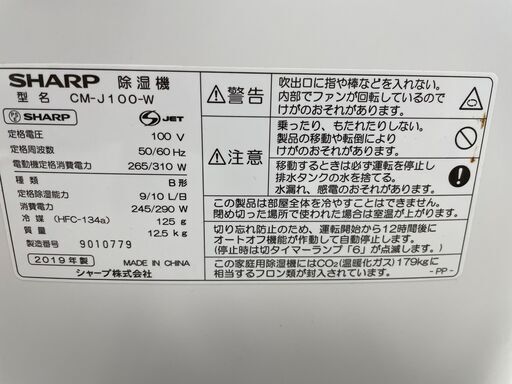 SHARP 除湿機
型 名 CM-J100-W
SHARP S JET
定格電圧 100 V
定格周波数 50/60 Hz
電動機定格消費電力 265/310 W
種 類 B形
定格除湿能力 9/10 L/日
消費電力 245/290 W
冷 媒 (HFC-134a) 125 g
質 量 12.5 kg
製造番号 9010779
2019年製 MADE IN CHINA
シャープ株式会社
警告
吹出口に指や棒などを入れない。
内部でファンが回転しているので
けがのおそれがあります。
注意
乗ったり、もたれたりしない。
製品の移動や転倒により
けがのおそれがあります。
移動するときは必ず運転を停止し
排水タンクの水を捨てる。
水漏れ、感電のおそれあります。
この製品は部屋全体を冷やすことはできません。
閉め切った場所で使用された場合は室温が上がります。
切り忘れ防止のため、運転開始から12時間後に
オートオフ機能が作動して自動停止します。
(停止時は切タイマーランプ「6」が点滅します。)
この家庭用除湿機にはCO2(温暖化ガス)179kgに
相当するフロン類が封入されています。 -PP-